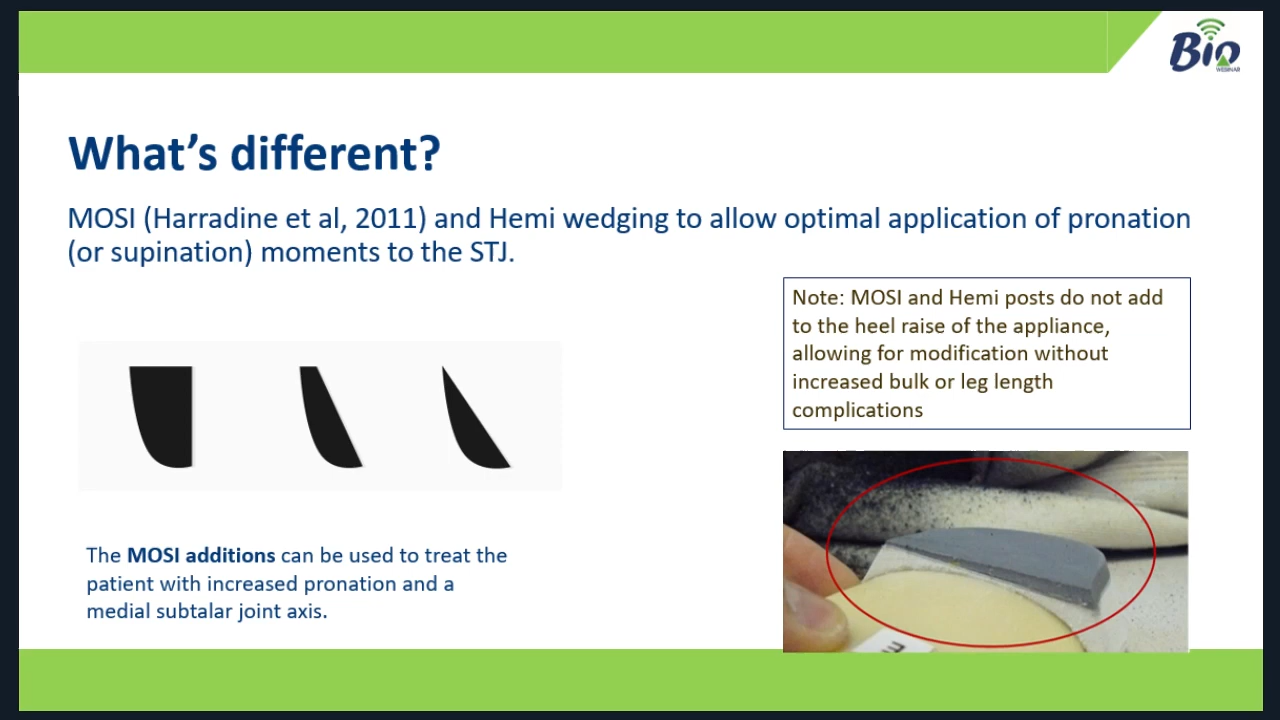 Bio
WEBINAR
What's different?
MOSI (Harradine et al, 2011) and Hemi wedging to allow optimal application of pronation
(or supination) moments to the STJ.
Note: MOSI and Hemi posts do not add
to the heel raise of the appliance,
allowing for modification without
increased bulk or leg length
complications
The MOSI additions can be used to treat the
patient with increased pronation and a
medial subtalar joint axis.